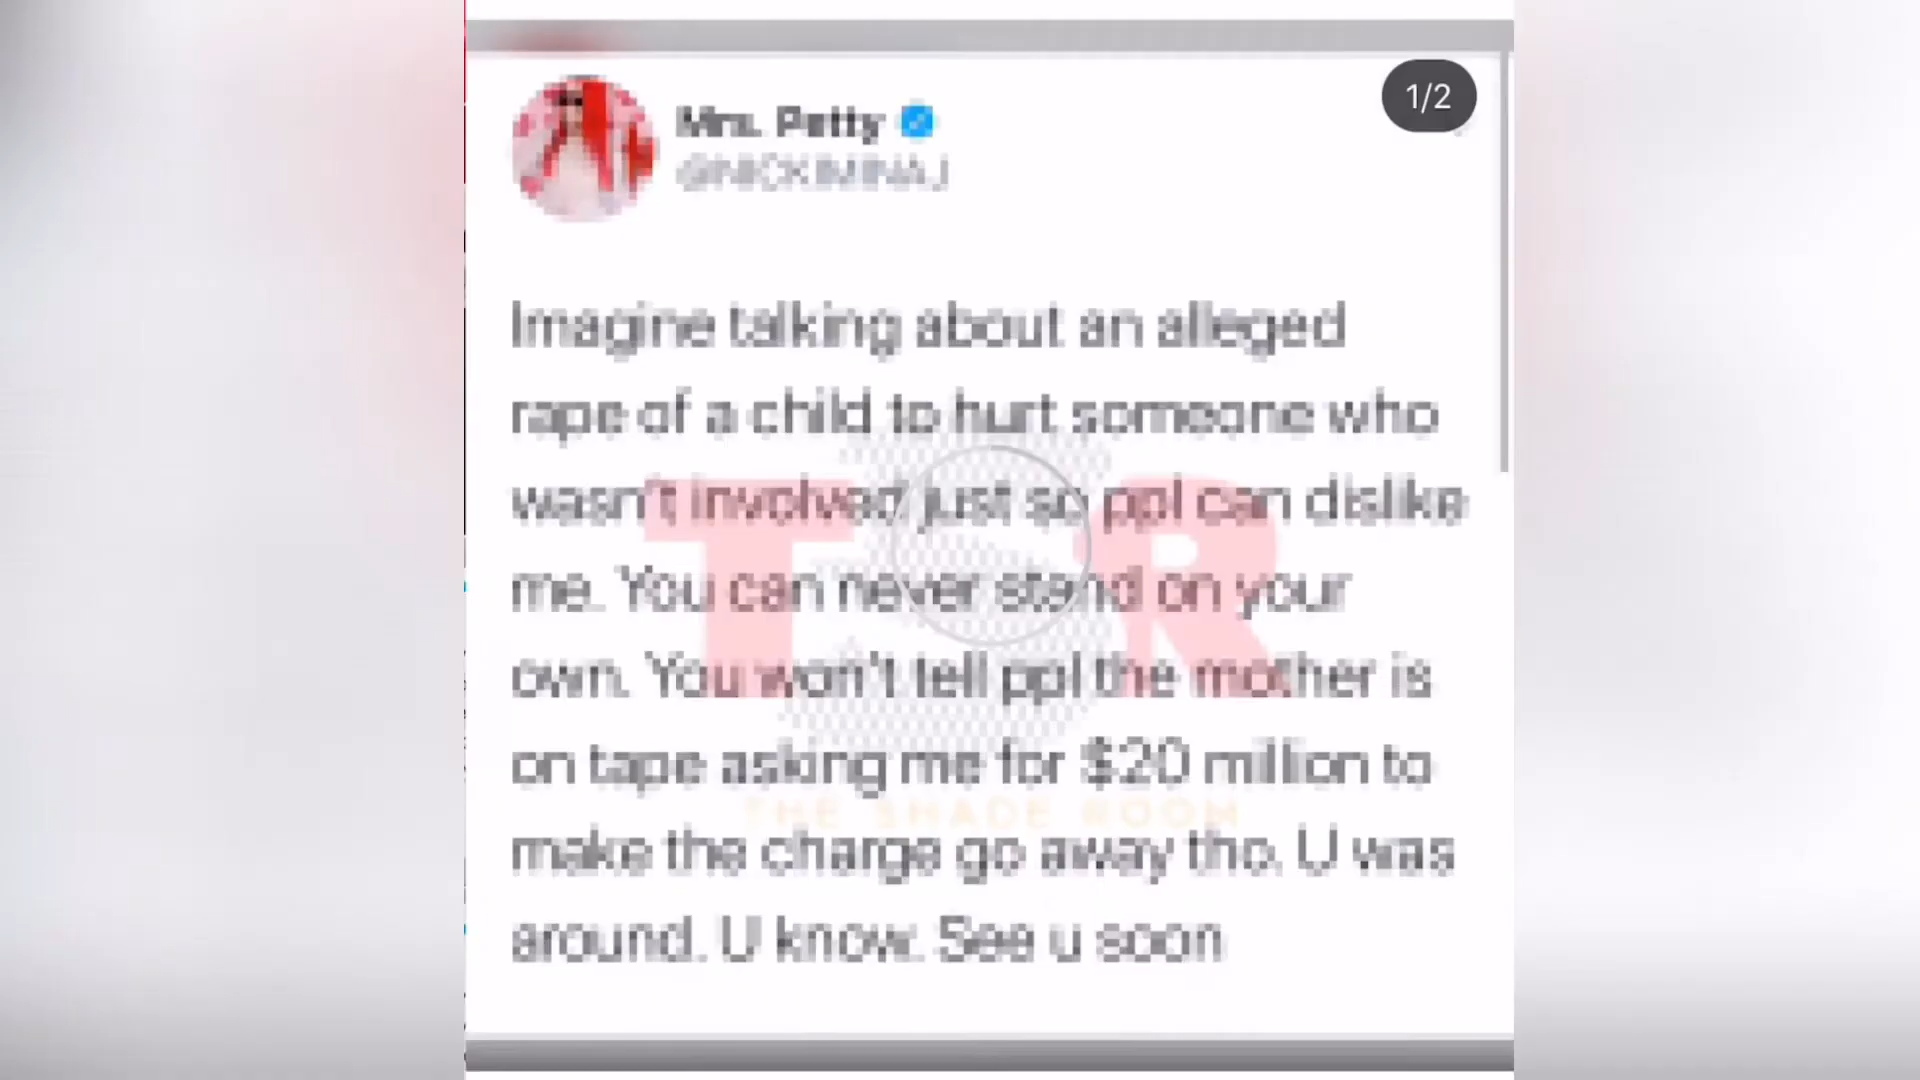 1/2
Mrs. Petty
@NICKIMINAJ
Imagine talking about an alleged
rape of a child to hurt someone who
wasn't involved just so ppl can dislike
me. You can never stand on your
own. You won't tell ppl the mother is
on tape asking me for $20 million to
make the charge go away tho. U was
around. U know. See u soon
TSR
THE SHADE ROOM